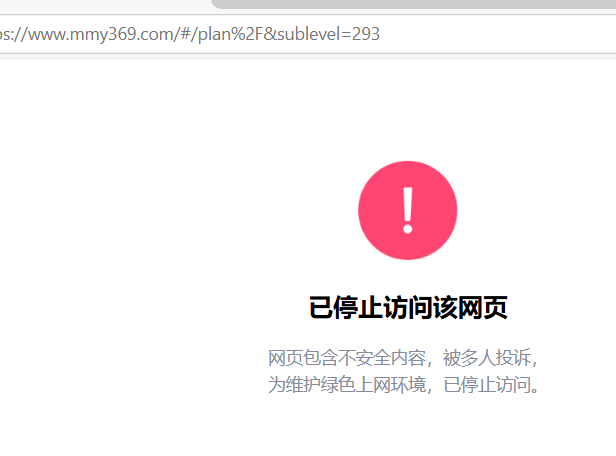 ps://www.mmy369.com/#/plan%2F&sublevel=293
!
已停止访问该网页
网页包含不安全内容，被多人投诉，
为维护绿色上网环境，已停止访问。